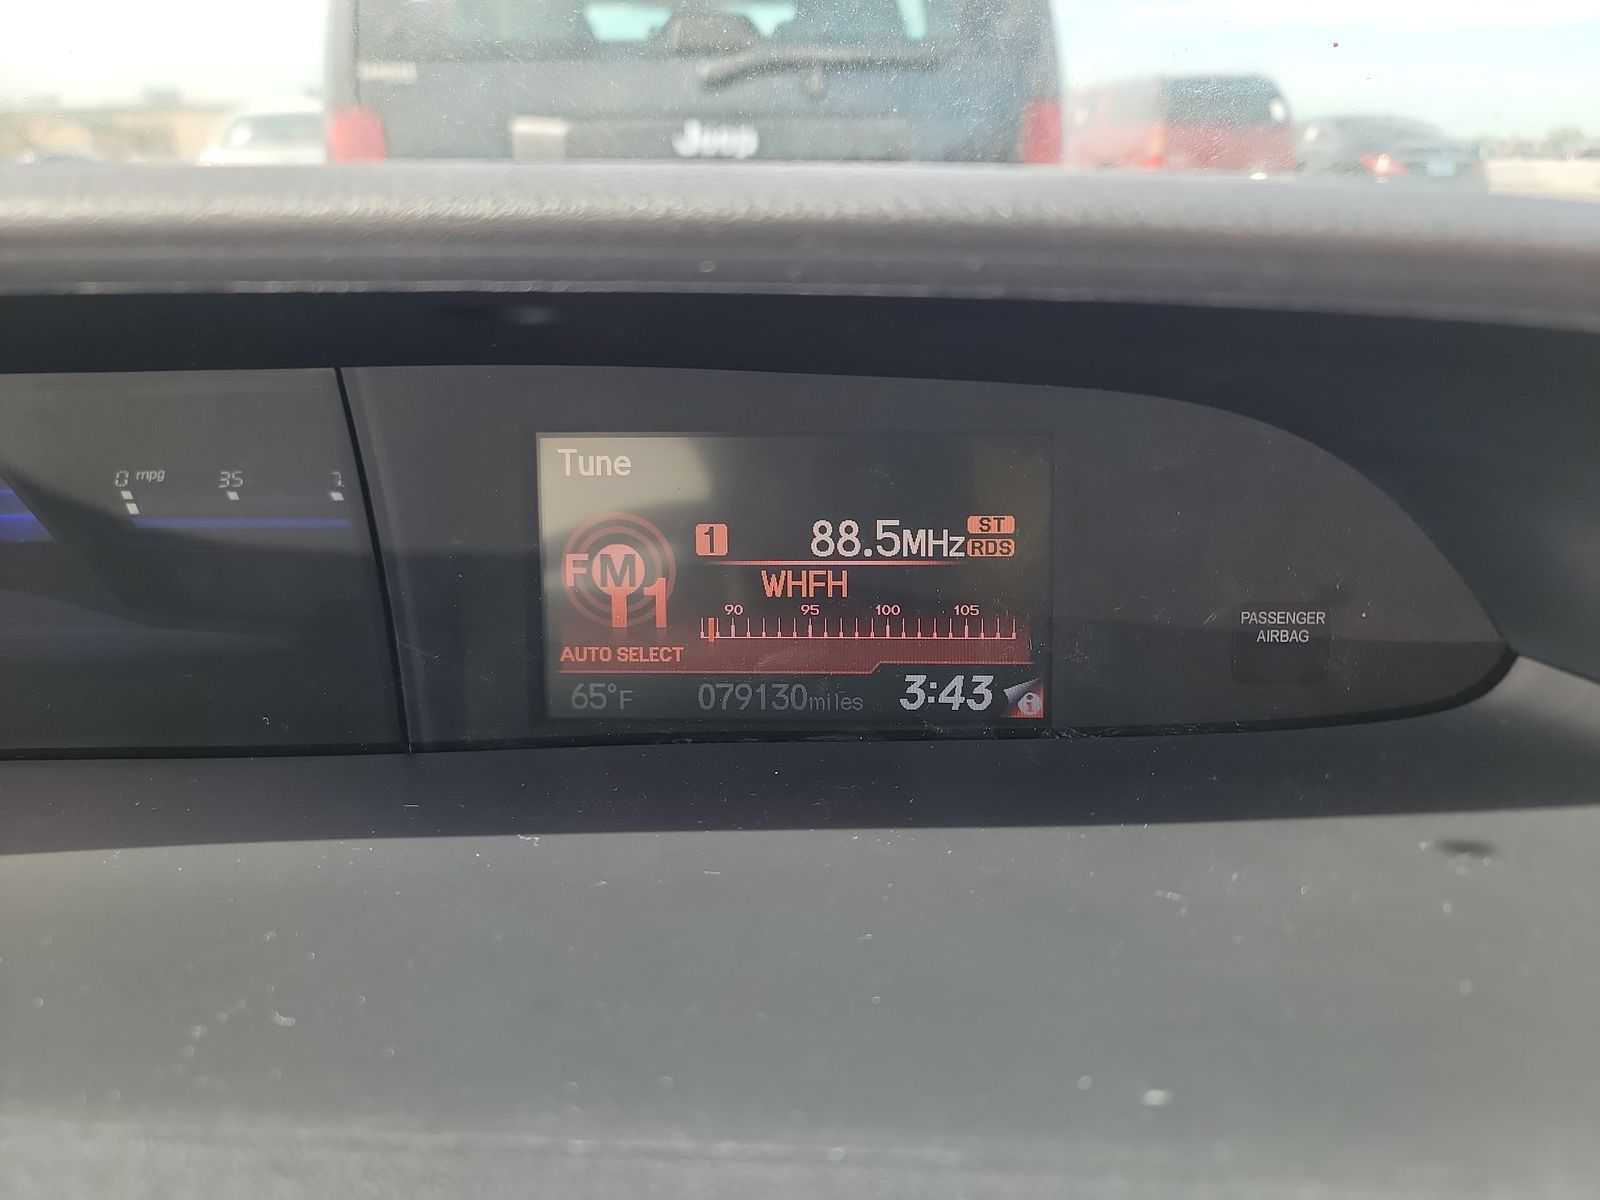 Jeep
0 mpg 35 7
Tune
1 88.5MHz ST
RDS
FM
1
WHFH
90 95 100 105
AUTO SELECT
65°F 079130miles 3:43 i
PASSENGER
AIRBAG